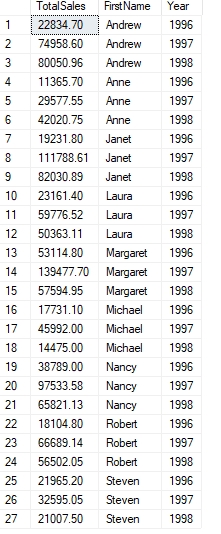 TotalSales FirstName Year
1 22834.70 Andrew 1996
2 74958.60 Andrew 1997
3 80050.96 Andrew 1998
4 11365.70 Anne 1996
5 29577.55 Anne 1997
6 42020.75 Anne 1998
7 19231.80 Janet 1996
8 111788.61 Janet 1997
9 82030.89 Janet 1998
10 23161.40 Laura 1996
11 59776.52 Laura 1997
12 50363.11 Laura 1998
13 53114.80 Margaret 1996
14 139477.70 Margaret 1997
15 57594.95 Margaret 1998
16 17731.10 Michael 1996
17 45992.00 Michael 1997
18 14475.00 Michael 1998
19 38789.00 Nancy 1996
20 97533.58 Nancy 1997
21 65821.13 Nancy 1998
22 18104.80 Robert 1996
23 66689.14 Robert 1997
24 56502.05 Robert 1998
25 21965.20 Steven 1996
26 32595.05 Steven 1997
27 21007.50 Steven 1998